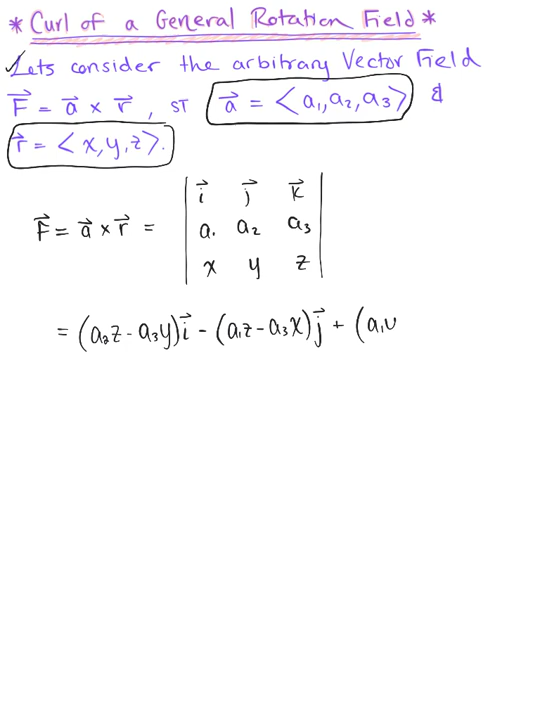 *Curl of a General Rotation Field*
Lets consider the arbitrary Vector Field
F⃗ = a⃗ x r⃗ , ST a⃗ = <a₁, a₂, a₃> &
r⃗ = <x, y, z>.
i⃗ j⃗ k⃗
F⃗ = a⃗ x r⃗ = a₁ a₂ a₃
x y z
= (a₂z - a₃y)i⃗ - (a₁z - a₃x)j⃗ + (a₁υ